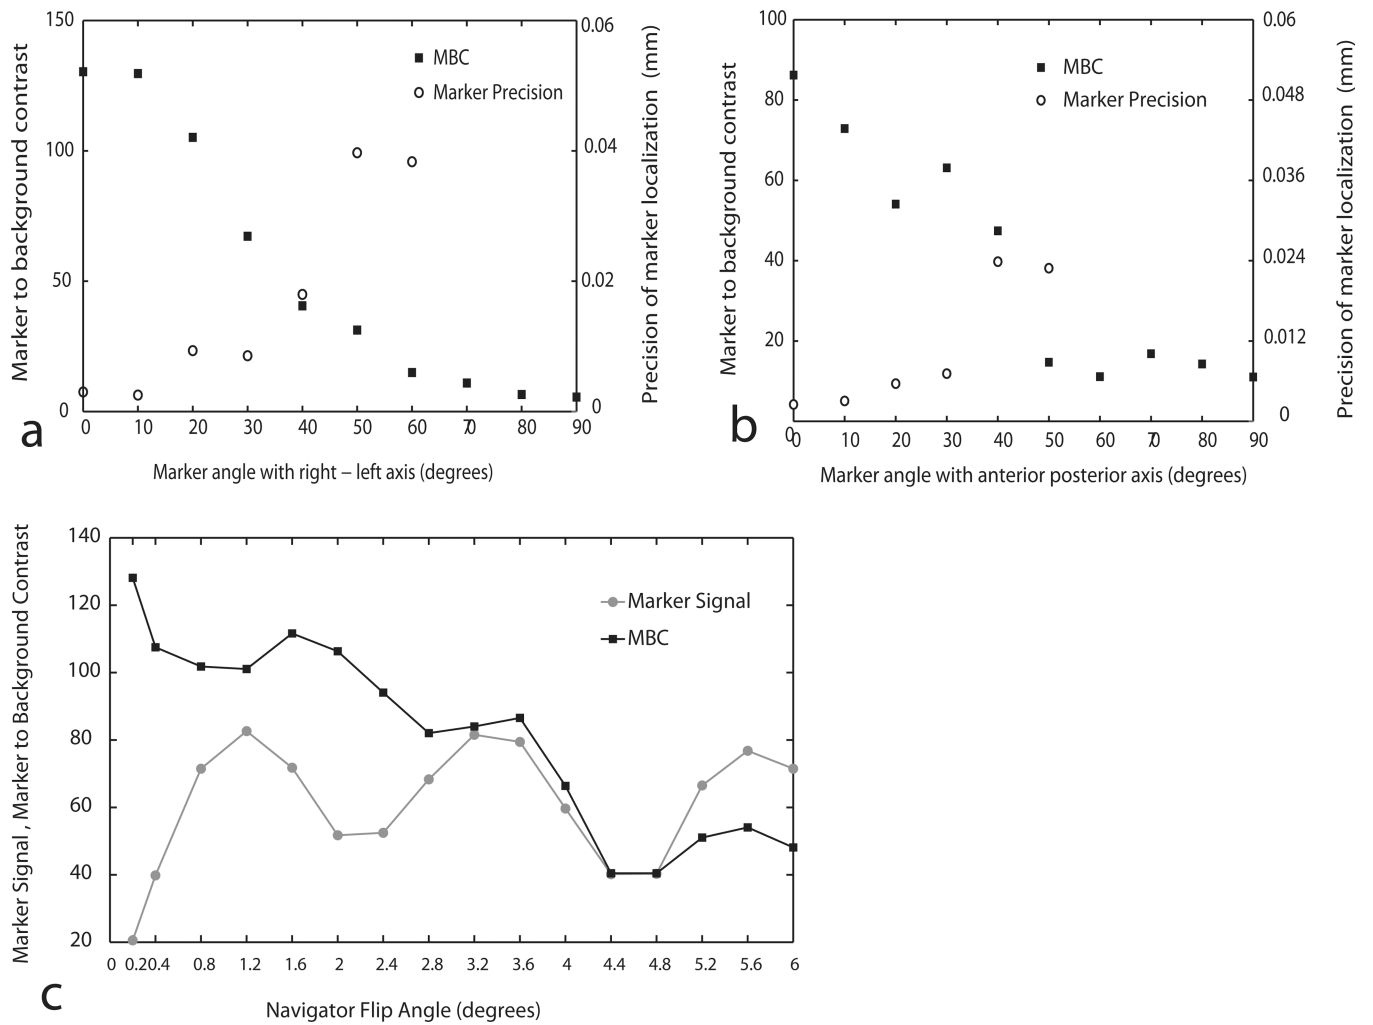 150
100
50
0
Marker to background contrast
MBC
Marker Precision
0.06
0.04
0.02
0
Precision of marker localization (mm)
0 10 20 30 40 50 60 70 80 90
Marker angle with right – left axis (degrees)
a
100
80
60
40
20
Marker to background contrast
MBC
Marker Precision
0.06
0.048
0.036
0.024
0.012
0
Precision of marker localization (mm)
0 10 20 30 40 50 60 70 80 90
Marker angle with anterior posterior axis (degrees)
b
140
120
100
80
60
40
20
Marker Signal , Marker to Background Contrast
Marker Signal
MBC
0 0.2 0.4 0.8 1.2 1.6 2 2.4 2.8 3.2 3.6 4 4.4 4.8 5.2 5.6 6
Navigator Flip Angle (degrees)
c